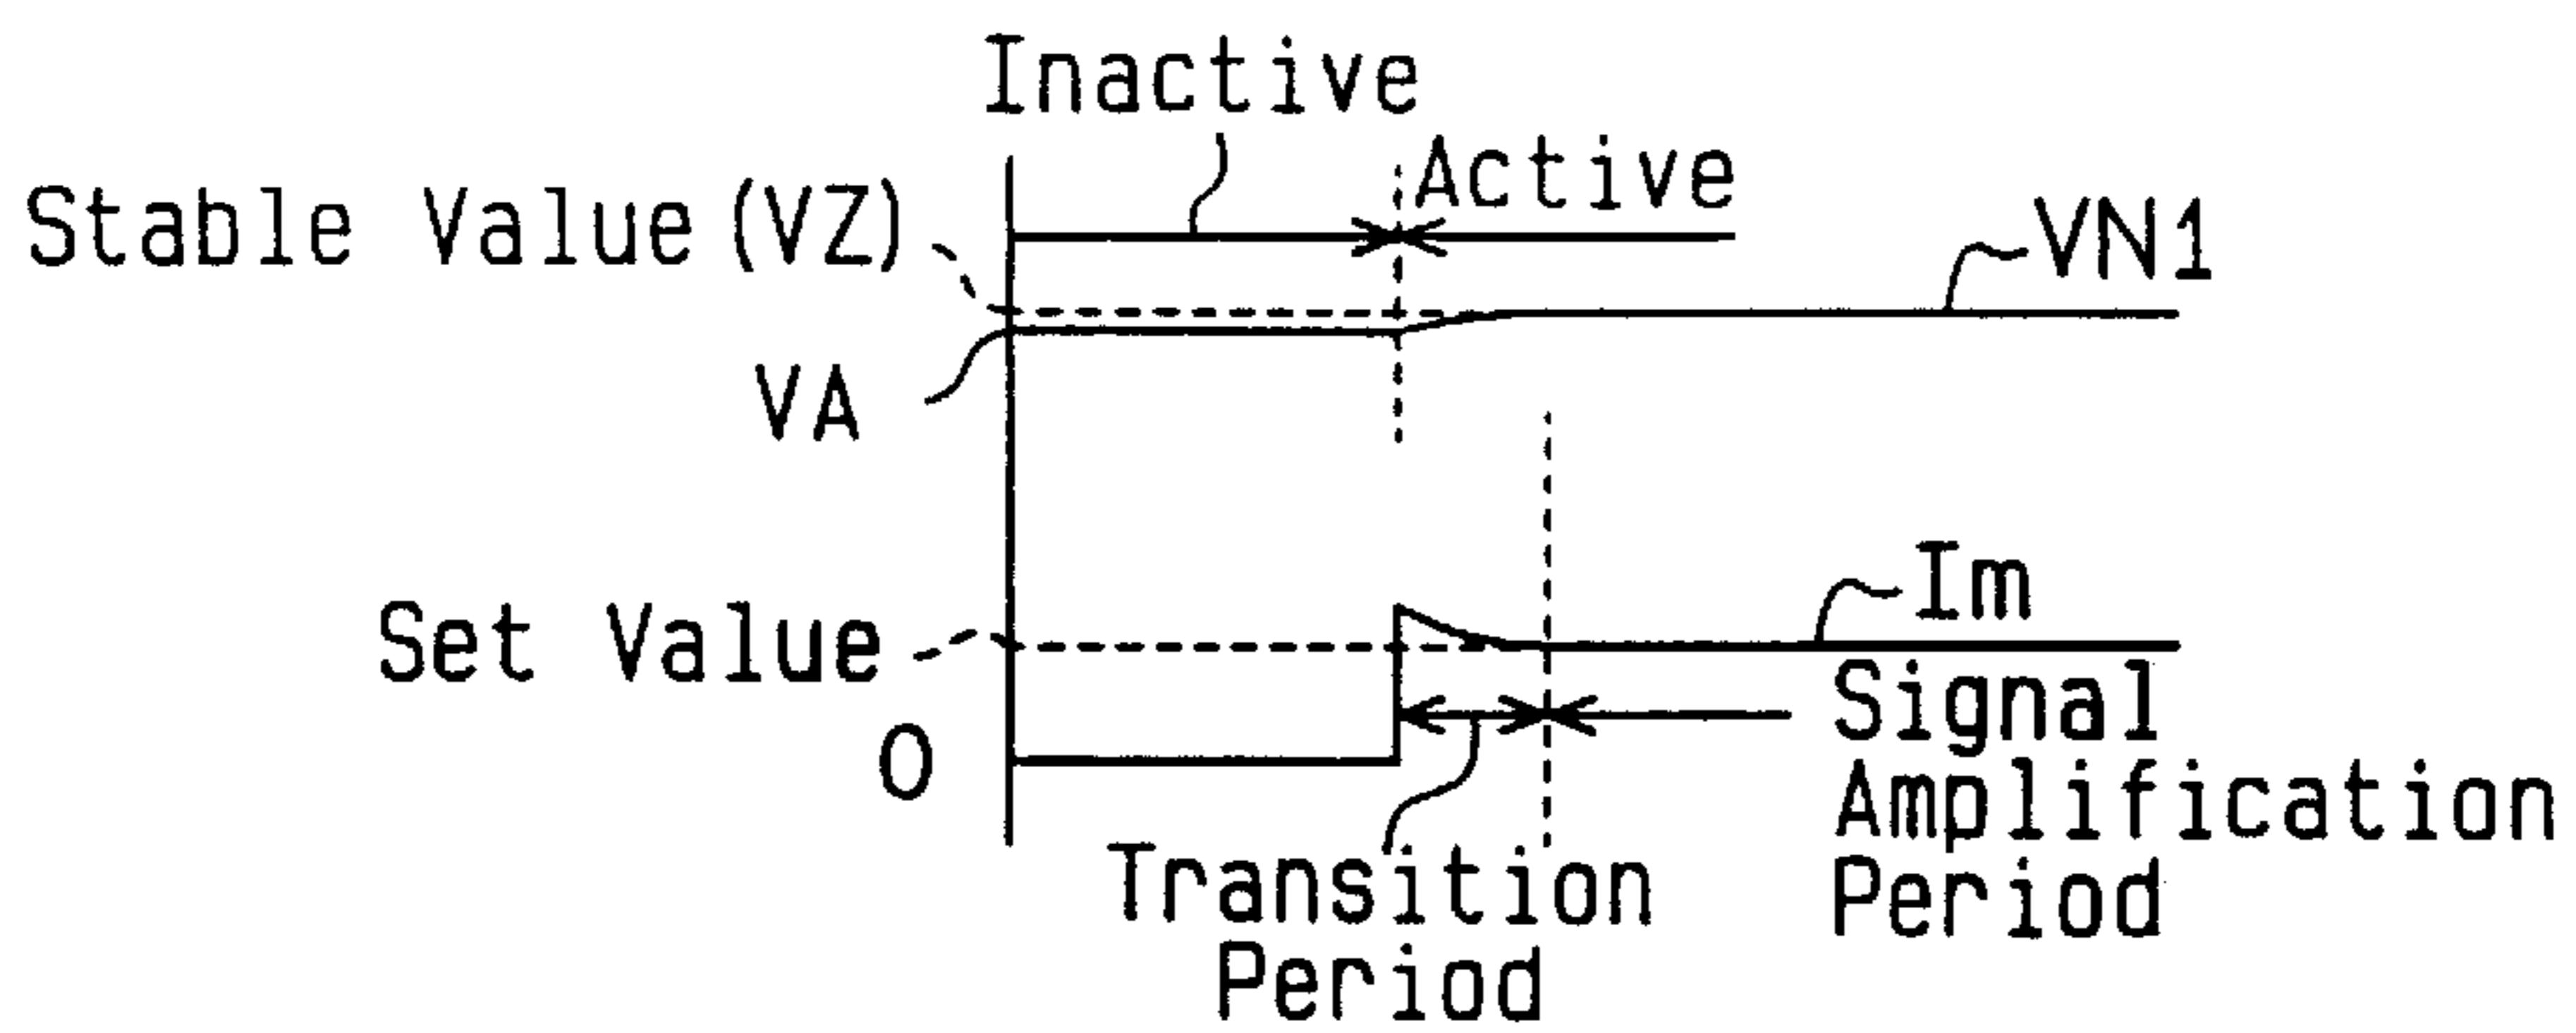 Inactive
Active
Stable Value (VZ)
VN1
VA
Im
Set Value
Signal
Amplification
Period
0
Transition
Period